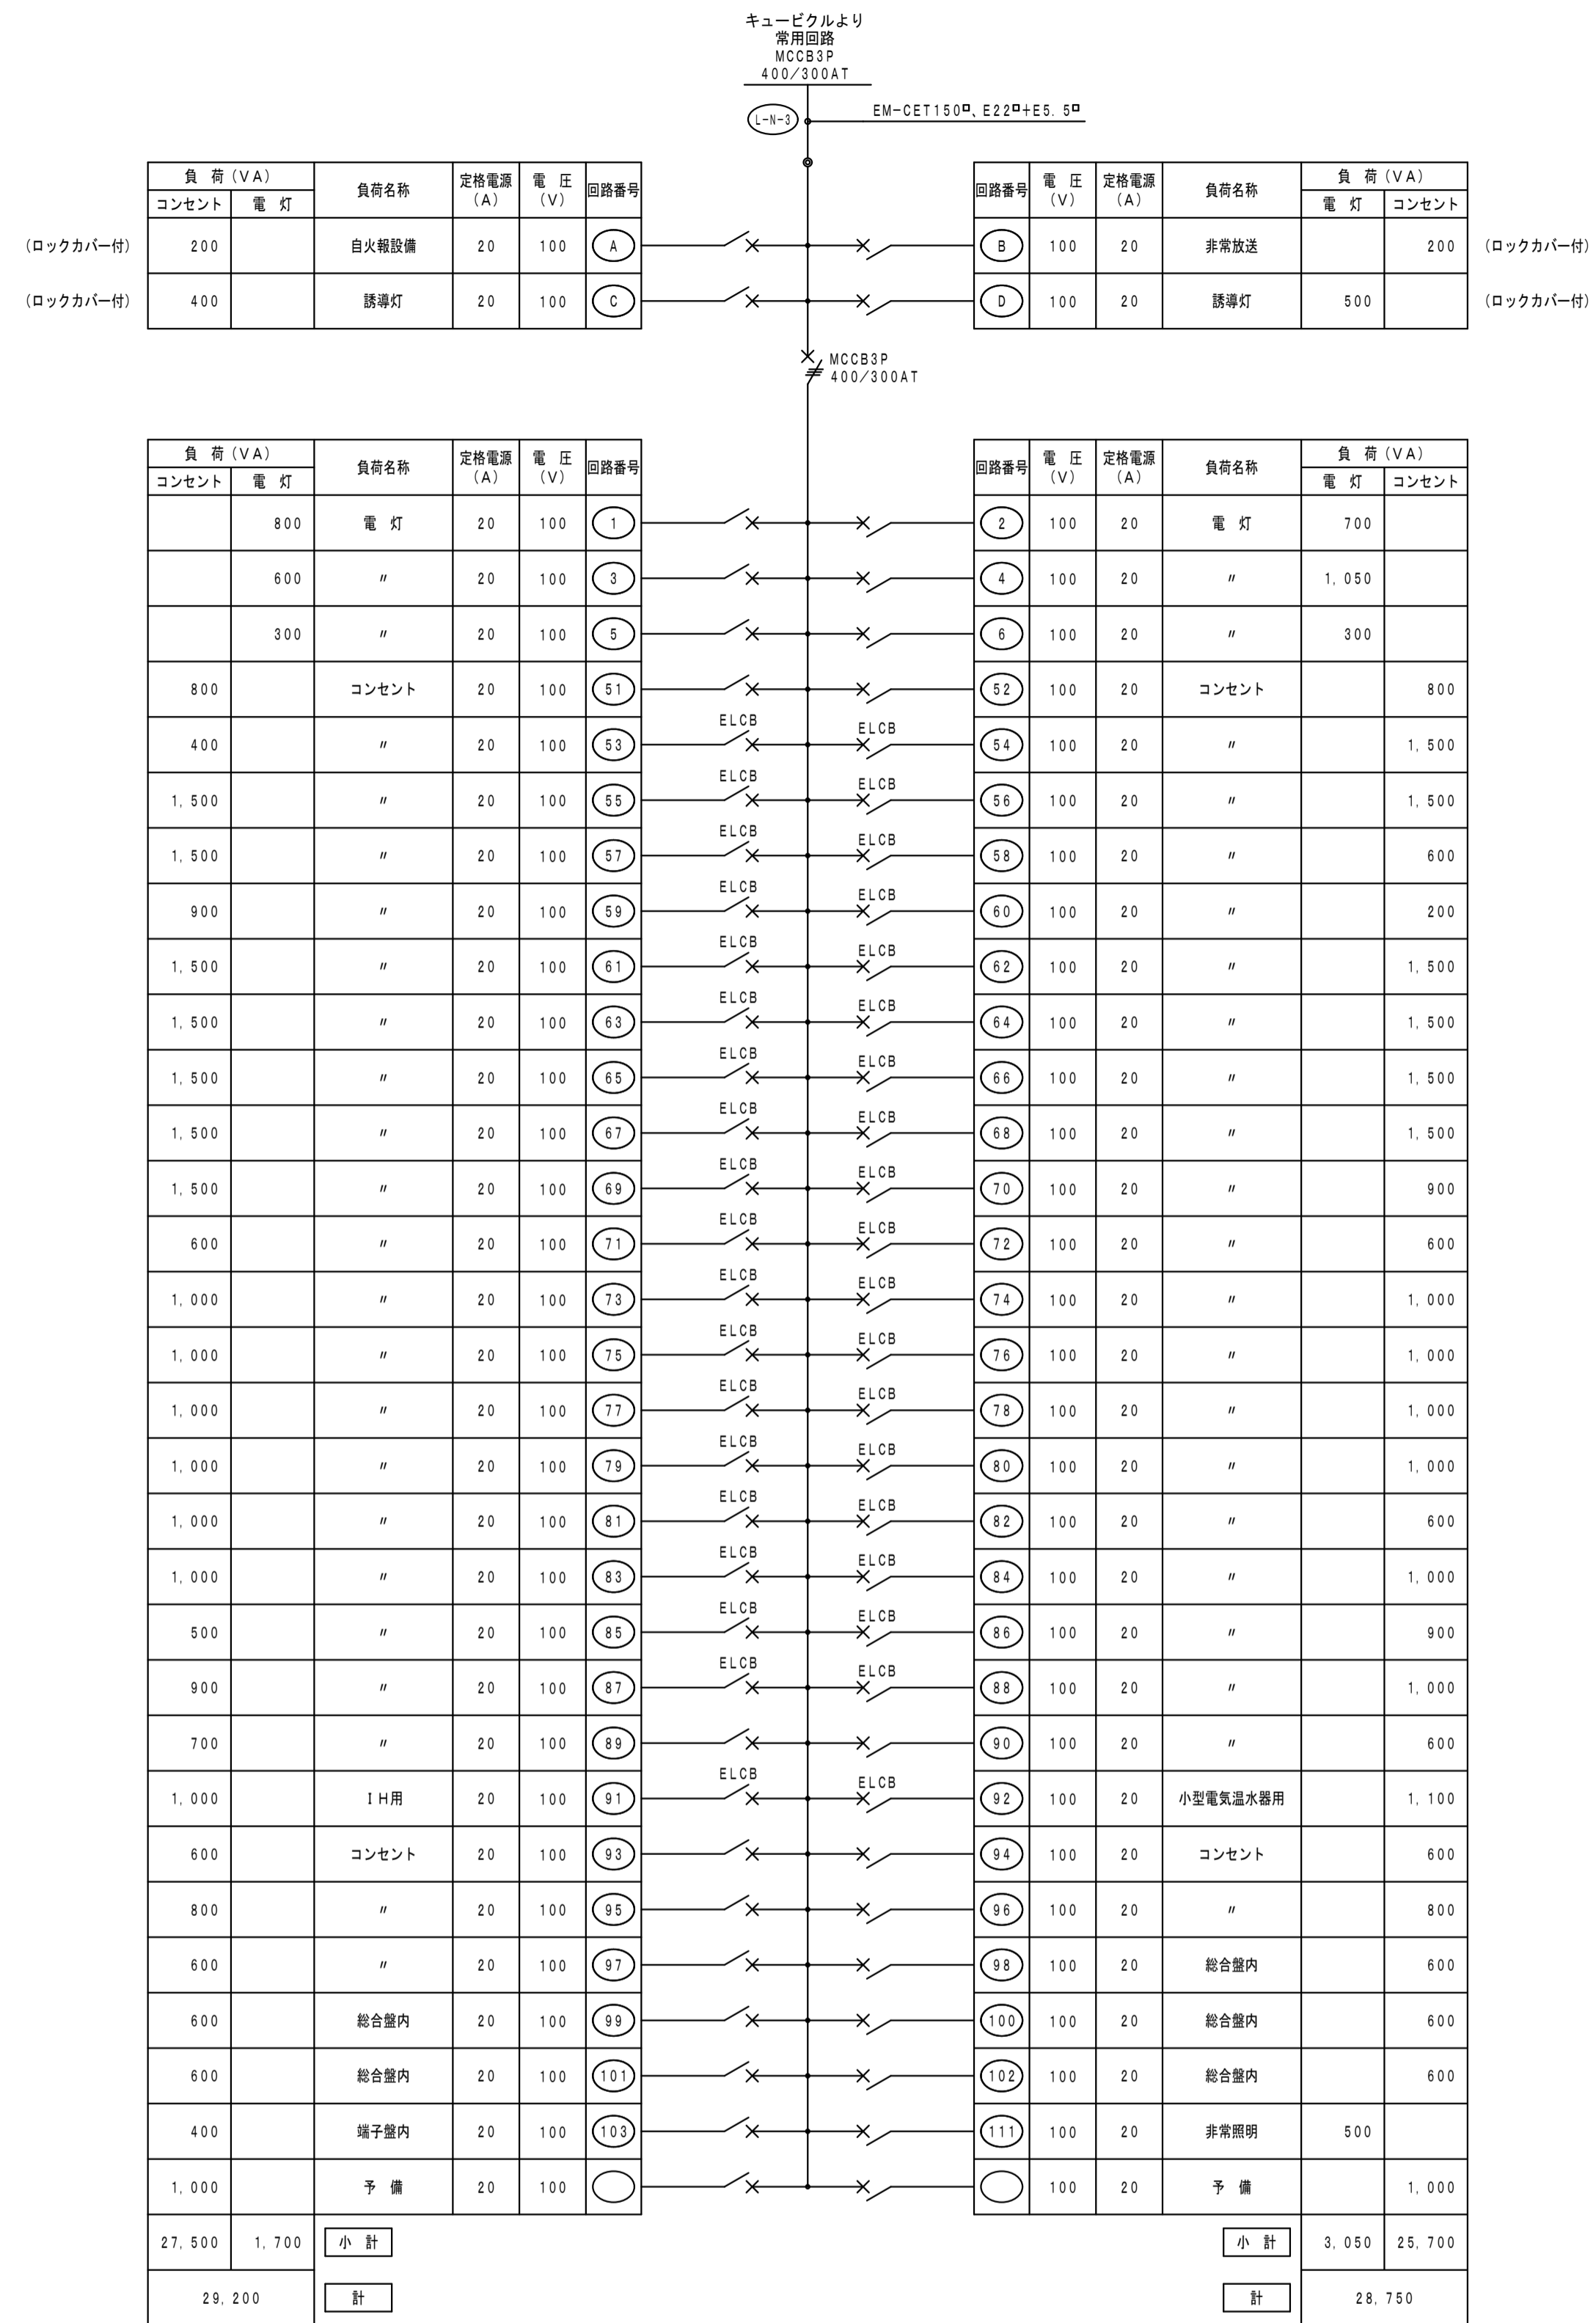 キュービクルより
常用回路
MCCB3P
400/300AT
L-N-3 EM-CET150□、E22□+E5.5□
負 荷(VA) 負荷名称 定格電源(A) 電 圧(V) 回路番号 回路番号 電 圧(V) 定格電源(A) 負荷名称 負 荷(VA)
コンセント 電 灯 電 灯 コンセント
(ロックカバー付) 200 自火報設備 20 100 A B 100 20 非常放送 200 (ロックカバー付)
(ロックカバー付) 400 誘導灯 20 100 C D 100 20 誘導灯 500 (ロックカバー付)
MCCB3P
400/300AT
負 荷(VA) 負荷名称 定格電源(A) 電 圧(V) 回路番号 回路番号 電 圧(V) 定格電源(A) 負荷名称 負 荷(VA)
コンセント 電 灯 電 灯 コンセント
800 電 灯 20 100 1 2 100 20 電 灯 700
600 〃 20 100 3 4 100 20 〃 1,050
300 〃 20 100 5 6 100 20 〃 300
800 コンセント 20 100 51 52 100 20 コンセント 800
400 〃 20 100 53 ELCB ELCB 54 100 20 〃 1,500
1,500 〃 20 100 55 ELCB ELCB 56 100 20 〃 1,500
1,500 〃 20 100 57 ELCB ELCB 58 100 20 〃 600
900 〃 20 100 59 ELCB ELCB 60 100 20 〃 200
1,500 〃 20 100 61 ELCB ELCB 62 100 20 〃 1,500
1,500 〃 20 100 63 ELCB ELCB 64 100 20 〃 1,500
1,500 〃 20 100 65 ELCB ELCB 66 100 20 〃 1,500
1,500 〃 20 100 67 ELCB ELCB 68 100 20 〃 1,500
1,500 〃 20 100 69 ELCB ELCB 70 100 20 〃 900
600 〃 20 100 71 ELCB ELCB 72 100 20 〃 600
1,000 〃 20 100 73 ELCB ELCB 74 100 20 〃 1,000
1,000 〃 20 100 75 ELCB ELCB 76 100 20 〃 1,000
1,000 〃 20 100 77 ELCB ELCB 78 100 20 〃 1,000
1,000 〃 20 100 79 ELCB ELCB 80 100 20 〃 1,000
1,000 〃 20 100 81 ELCB ELCB 82 100 20 〃 600
1,000 〃 20 100 83 ELCB ELCB 84 100 20 〃 1,000
500 〃 20 100 85 ELCB ELCB 86 100 20 〃 900
900 〃 20 100 87 ELCB ELCB 88 100 20 〃 1,000
700 〃 20 100 89 90 100 20 〃 600
1,000 IH用 20 100 91 ELCB ELCB 92 100 20 小型電気温水器用 1,100
600 コンセント 20 100 93 94 100 20 コンセント 600
800 〃 20 100 95 96 100 20 〃 800
600 〃 20 100 97 98 100 20 総合盤内 600
600 総合盤内 20 100 99 100 100 20 総合盤内 600
600 総合盤内 20 100 101 102 100 20 総合盤内 600
400 端子盤内 20 100 103 111 100 20 非常照明 500
1,000 予 備 20 100 100 20 予 備 1,000
27,500 1,700 小 計 小 計 3,050 25,700
29,200 計 計 28,750